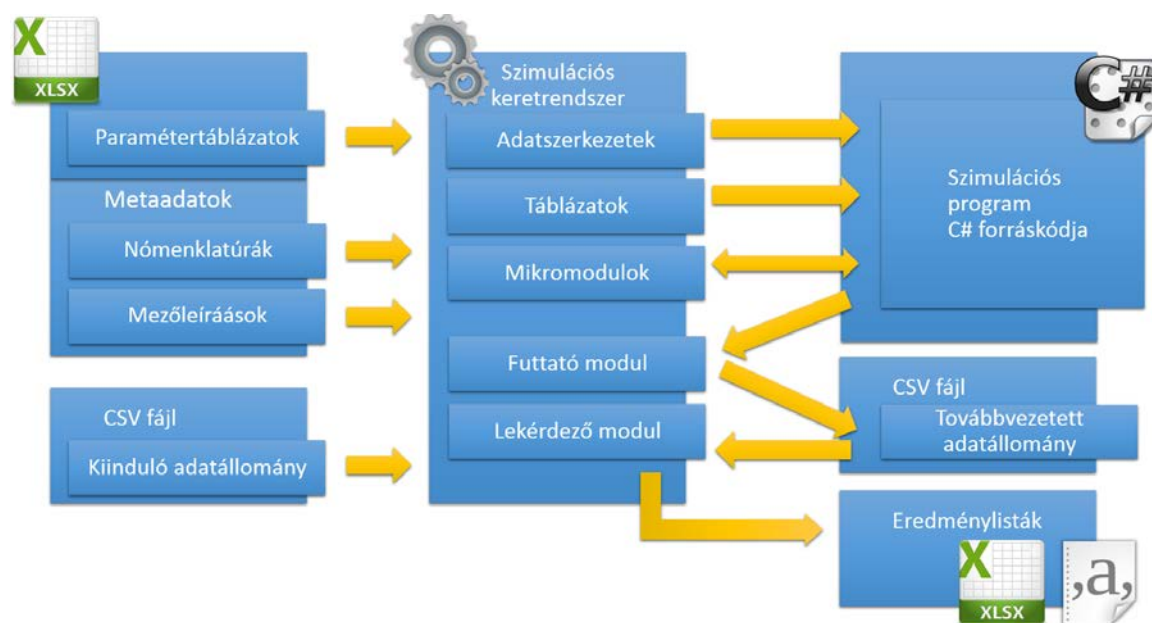 X
XLSX
Paramétertáblázatok
Metaadatok
Nómenklatúrák
Mezőleíráások
CSV fájl
Kiinduló adatállomány
Szimulációs
keretrendszer
Adatszerkezetek
Táblázatok
Mikromodulok
Futtató modul
Lekérdező modul
C#
Szimulációs
program
C# forráskódja
CSV fájl
Továbbvezetett
adatállomány
Eredménylisták
X
XLSX
,a,